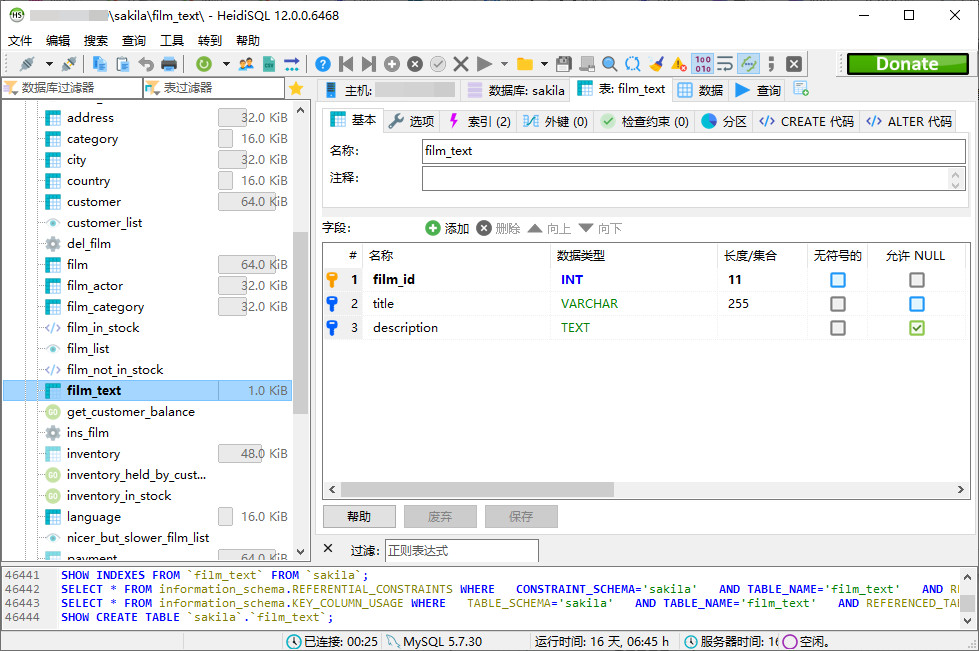 \sakila\film_text\ - HeidiSQL 12.0.0.6468
文件 编辑 搜索 查询 工具 转到 帮助
Donate
数据库过滤器 表过滤器
主机: 数据库: sakila 表: film_text 数据 查询
address 32.0 KiB
category 16.0 KiB
city 32.0 KiB
country 16.0 KiB
customer 64.0 KiB
customer_list
del_film
film 64.0 KiB
film_actor 32.0 KiB
film_category 32.0 KiB
film_in_stock
film_list
film_not_in_stock
film_text 1.0 KiB
get_customer_balance
ins_film
inventory 48.0 KiB
inventory_held_by_cust...
inventory_in_stock
language 16.0 KiB
nicer_but_slower_film_list
payment 64.0 KiB
基本 选项 索引 (2) 外键 (0) 检查约束 (0) 分区 CREATE 代码 ALTER 代码
名称: film_text
注释:
字段: 添加 删除 向上 向下
# 名称 数据类型 长度/集合 无符号的 允许 NULL
1 film_id INT 11
2 title VARCHAR 255
3 description TEXT
帮助 废弃 保存
过滤: 正则表达式
46441 SHOW INDEXES FROM `film_text` FROM `sakila`;
46442 SELECT * FROM information_schema.REFERENTIAL_CONSTRAINTS WHERE CONSTRAINT_SCHEMA='sakila' AND TABLE_NAME='film_text' AND RE
46443 SELECT * FROM information_schema.KEY_COLUMN_USAGE WHERE TABLE_SCHEMA='sakila' AND TABLE_NAME='film_text' AND REFERENCED_TA
46444 SHOW CREATE TABLE `sakila`.`film_text`;
已连接: 00:25 MySQL 5.7.30 运行时间: 16 天, 06:45 h 服务器时间: 16 空闲。